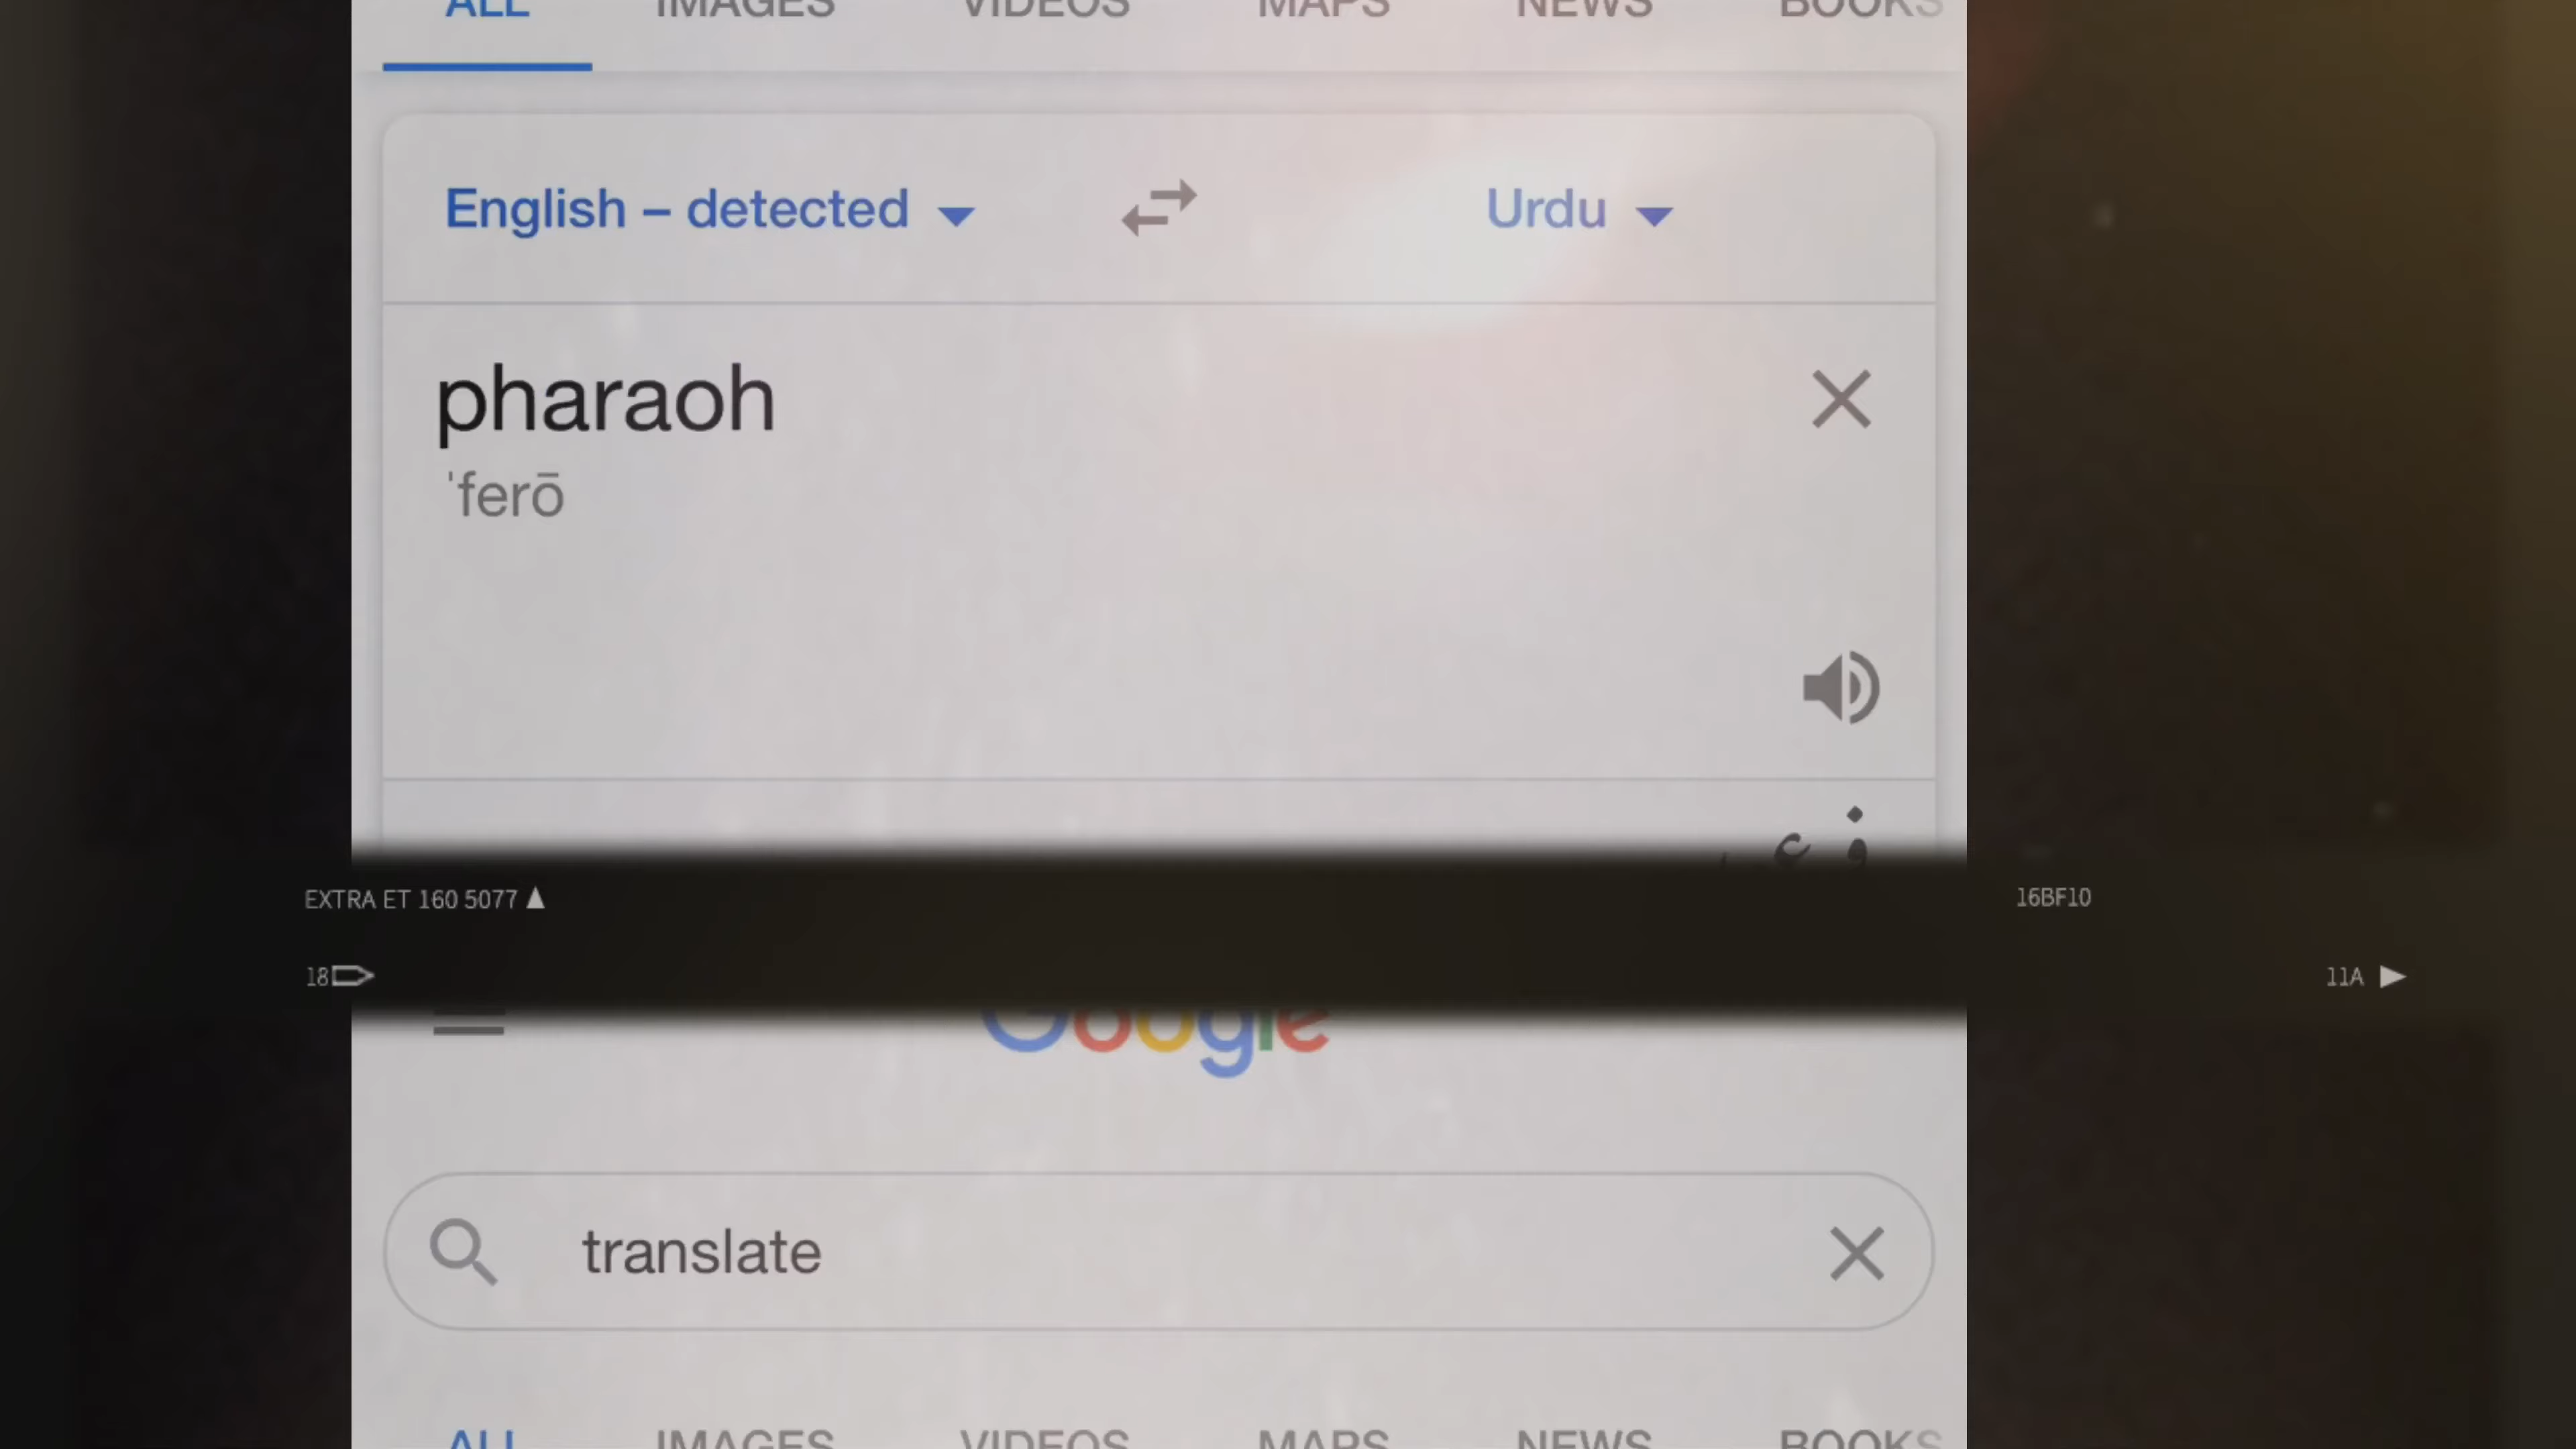 ALL IMAGES VIDEOS MAPS NEWS BOOKS
English – detected Urdu
pharaoh
ˈferō
EXTRA ET 160 5077 16BF10
18 11A
Google
translate
ALL IMAGES VIDEOS MAPS NEWS BOOKS